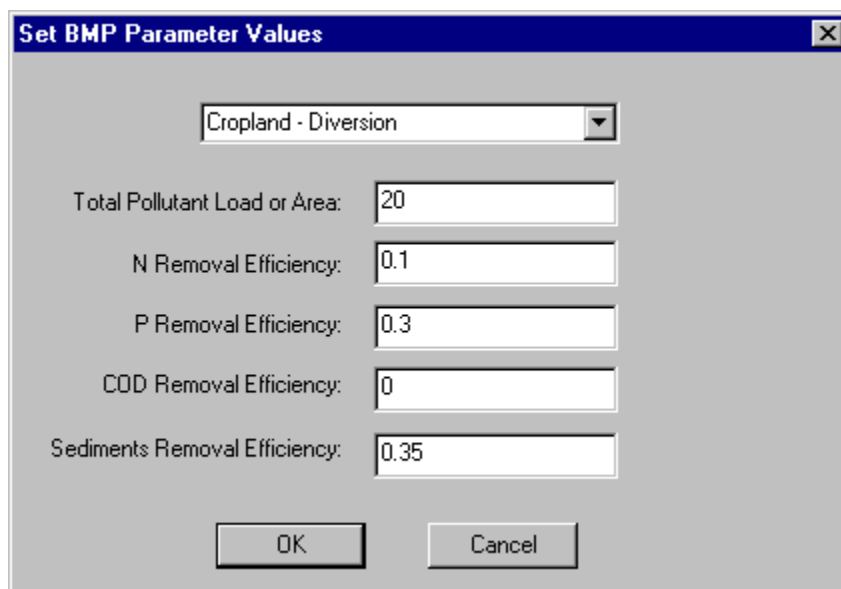 Set BMP Parameter Values
Cropland - Diversion
Total Pollutant Load or Area: 20
N Removal Efficiency: 0.1
P Removal Efficiency: 0.3
COD Removal Efficiency: 0
Sediments Removal Efficiency: 0.35
OK Cancel